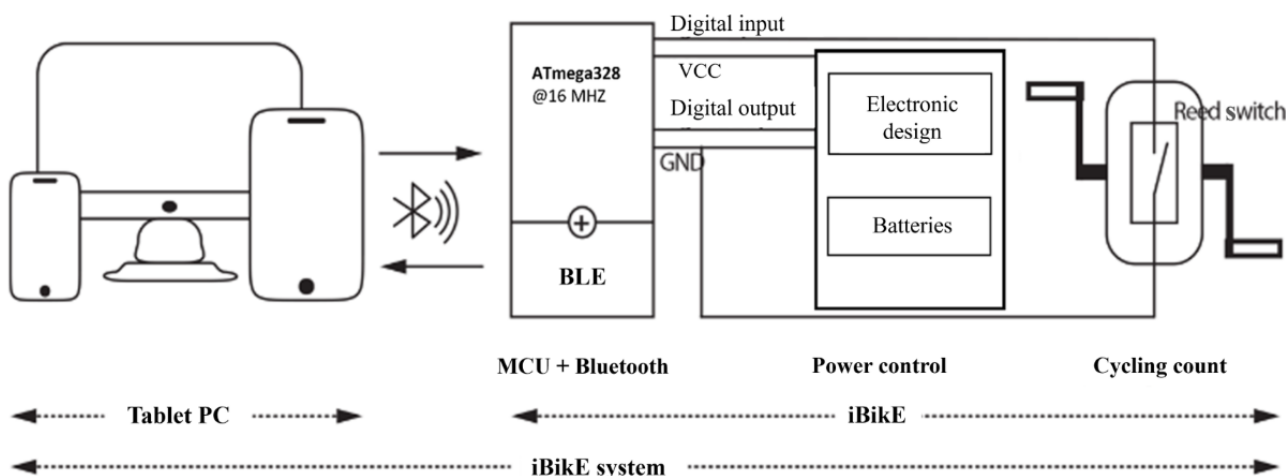 Digital input
ATmega328
@16 MHZ
VCC
Digital output
GND
BLE
Electronic
design
Batteries
Reed switch
MCU + Bluetooth
Power control
Cycling count
Tablet PC
iBikE
iBikE system